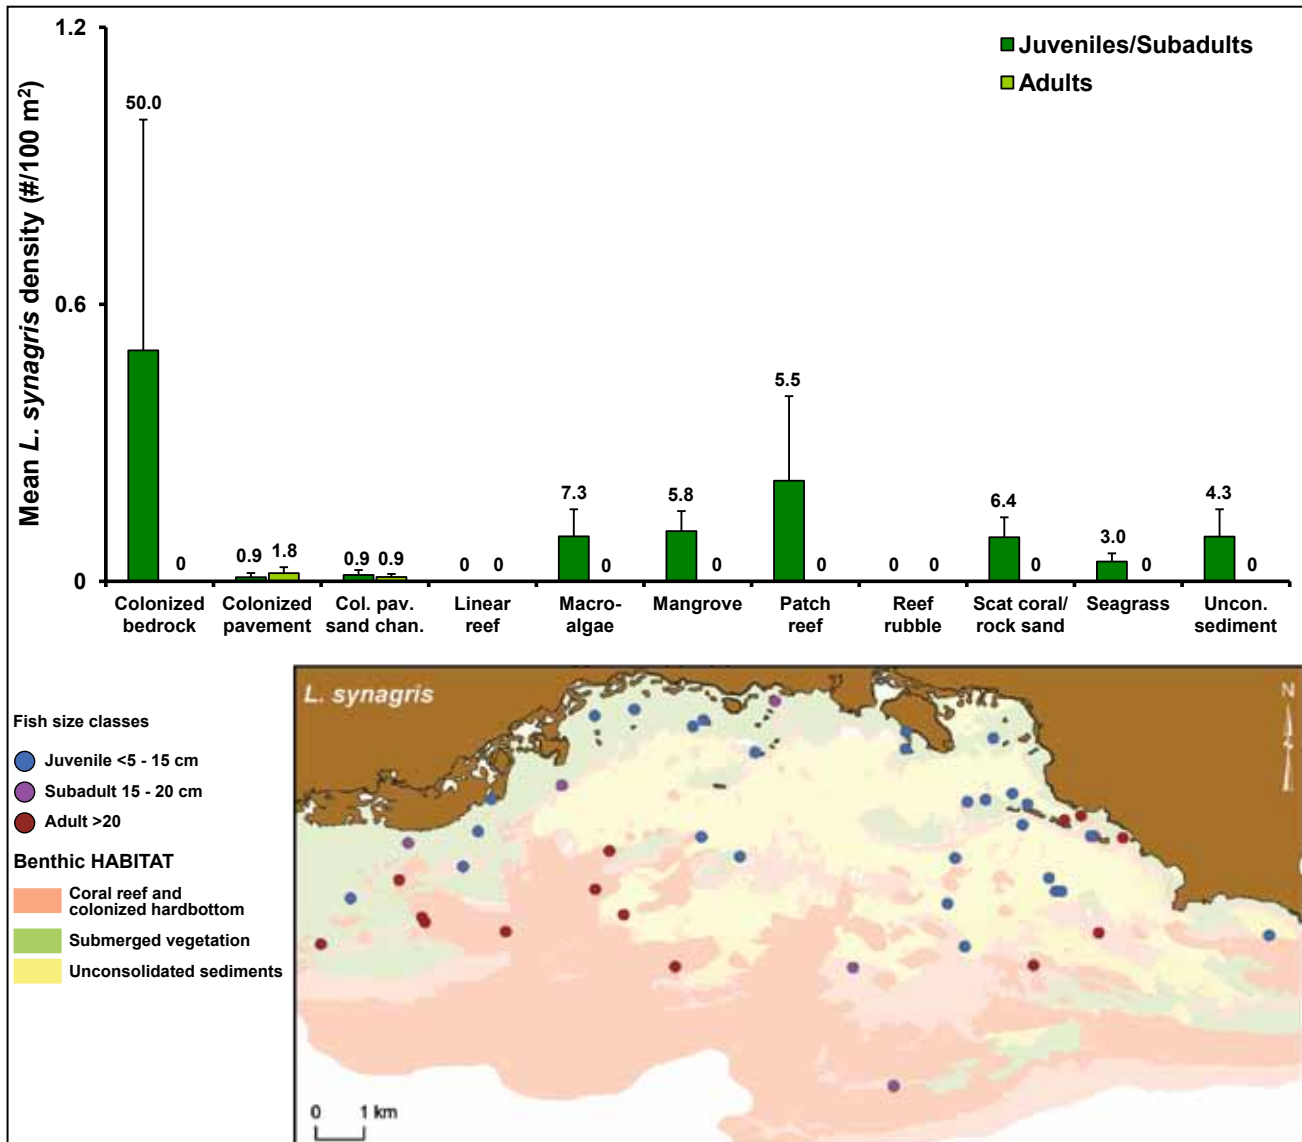 1.2
Juveniles/Subadults
Adults
Mean L. synagris density (#/100 m²)
0.6
0
50.0
0
0.9
1.8
0.9
0.9
0
0
7.3
0
5.8
0
5.5
0
0
0
6.4
0
3.0
0
4.3
0
Colonized
bedrock
Colonized
pavement
Col. pav.
sand chan.
Linear
reef
Macro-
algae
Mangrove
Patch
reef
Reef
rubble
Scat coral/
rock sand
Seagrass
Uncon.
sediment
L. synagris
N
Fish size classes
Juvenile <5 - 15 cm
Subadult 15 - 20 cm
Adult >20
Benthic HABITAT
Coral reef and
colonized hardbottom
Submerged vegetation
Unconsolidated sediments
0 1 km